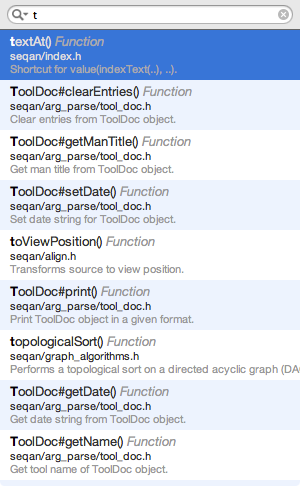 t
textAt() Function
seqan/index.h
Shortcut for value(indexText(..), ..).
ToolDoc#clearEntries() Function
seqan/arg_parse/tool_doc.h
Clear entries from ToolDoc object.
ToolDoc#getManTitle() Function
seqan/arg_parse/tool_doc.h
Get man title from ToolDoc object.
ToolDoc#setDate() Function
seqan/arg_parse/tool_doc.h
Set date string for ToolDoc object.
toViewPosition() Function
seqan/align.h
Transforms source to view position.
ToolDoc#print() Function
seqan/arg_parse/tool_doc.h
Print ToolDoc object in a given format.
topologicalSort() Function
seqan/graph_algorithms.h
Performs a topological sort on a directed acyclic graph (DA
ToolDoc#getDate() Function
seqan/arg_parse/tool_doc.h
Get date string from ToolDoc object.
ToolDoc#getName() Function
seqan/arg_parse/tool_doc.h
Get tool name of ToolDoc object.